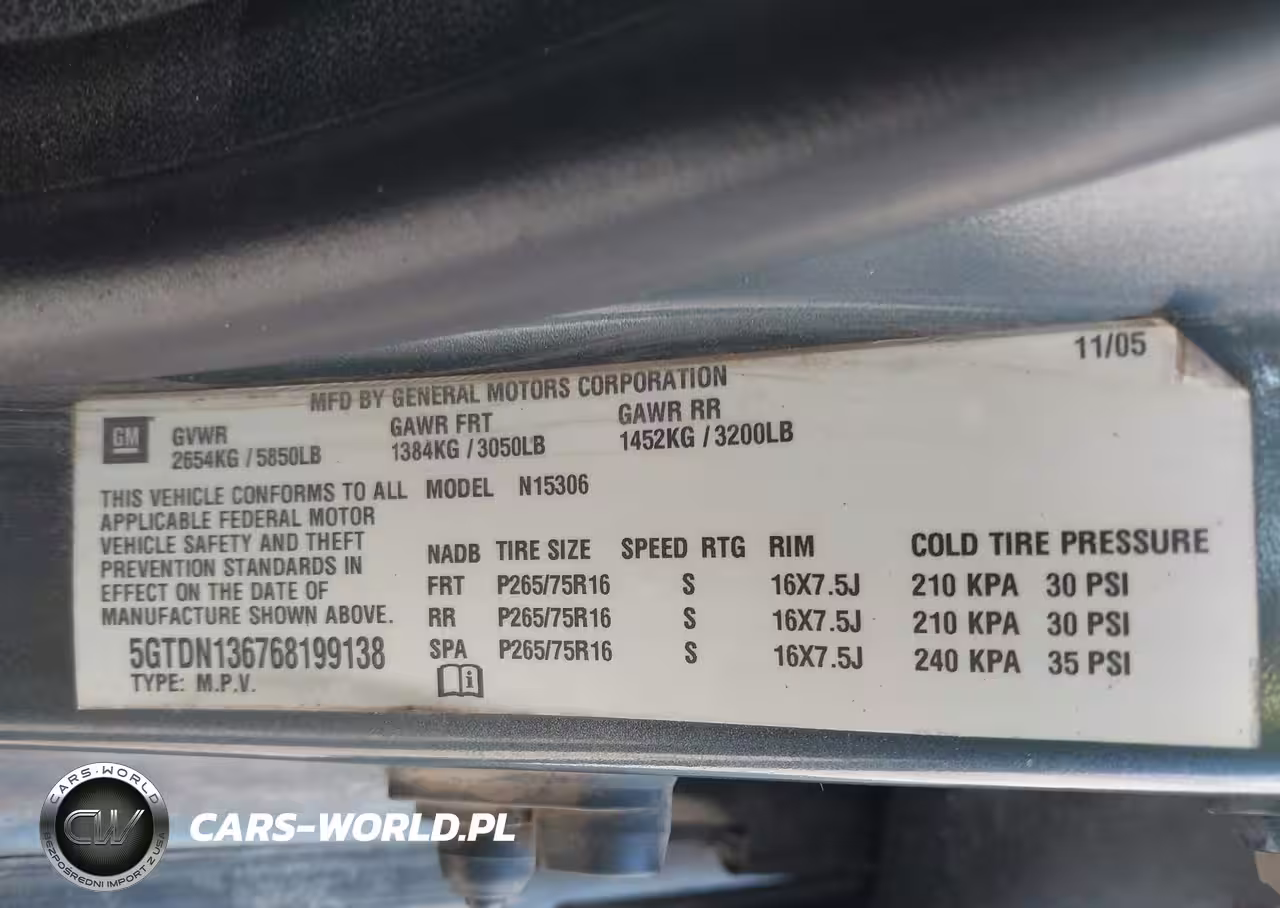 11/05
MFD BY GENERAL MOTORS CORPORATION
GM
GVWR GAWR FRT GAWR RR
2654KG / 5850LB 1384KG / 3050LB 1452KG / 3200LB
THIS VEHICLE CONFORMS TO ALL
APPLICABLE FEDERAL MOTOR
VEHICLE SAFETY AND THEFT
PREVENTION STANDARDS IN
EFFECT ON THE DATE OF
MANUFACTURE SHOWN ABOVE.
5GTDN136768199138
TYPE: M.P.V.
MODEL N15306
NADB TIRE SIZE SPEED RTG RIM COLD TIRE PRESSURE
FRT P265/75R16 S 16X7.5J 210 KPA 30 PSI
RR P265/75R16 S 16X7.5J 210 KPA 30 PSI
SPA P265/75R16 S 16X7.5J 240 KPA 35 PSI
i
CARS-WORLD
CW
BEZPOŚREDNI IMPORT Z USA
CARS-WORLD.PL